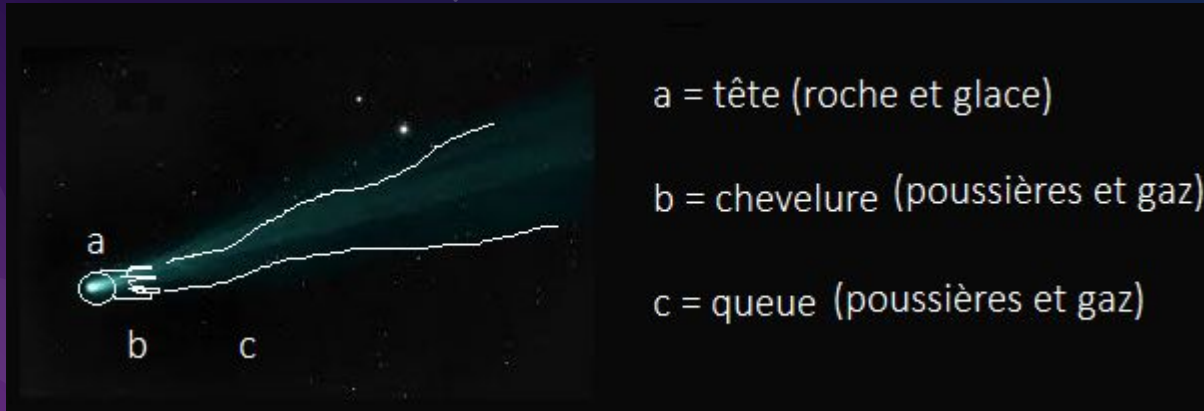 a = tête (roche et glace)
b = chevelure (poussières et gaz)
c = queue (poussières et gaz)
a
b
c